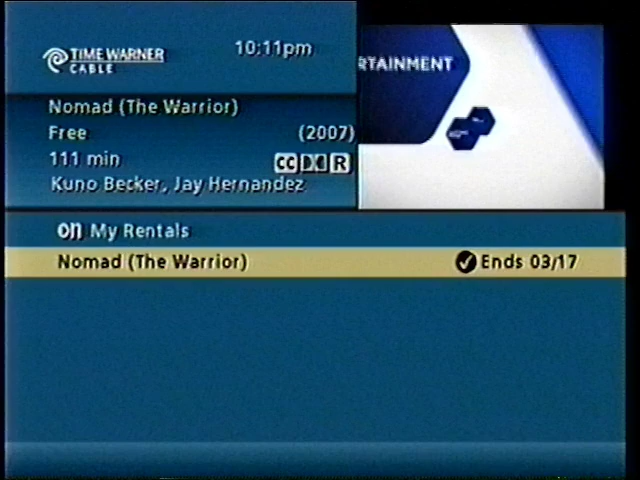 TIME WARNER
CABLE
10:11pm
RTAINMENT
Nomad (The Warrior)
Free (2007)
111 min CC R
Kuno Becker, Jay Hernandez
on My Rentals
Nomad (The Warrior) Ends 03/17